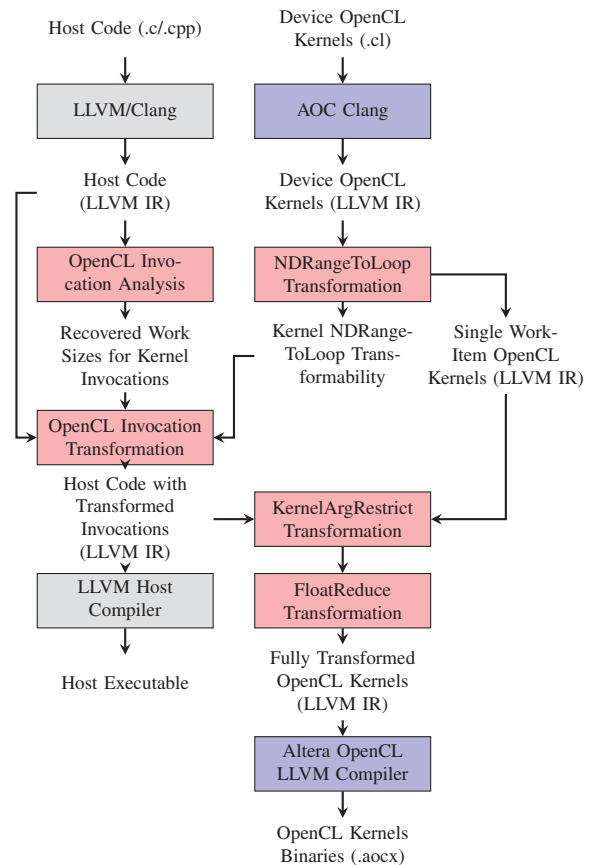 Host Code (.c/.cpp)
Device OpenCL
Kernels (.cl)
LLVM/Clang
AOC Clang
Host Code
(LLVM IR)
Device OpenCL
Kernels (LLVM IR)
OpenCL Invo-
cation Analysis
NDRangeToLoop
Transformation
Recovered Work
Sizes for Kernel
Invocations
Kernel NDRange-
ToLoop Trans-
formability
Single Work-
Item OpenCL
Kernels (LLVM IR)
OpenCL Invocation
Transformation
Host Code with
Transformed
Invocations
(LLVM IR)
KernelArgRestrict
Transformation
LLVM Host
Compiler
FloatReduce
Transformation
Host Executable
Fully Transformed
OpenCL Kernels
(LLVM IR)
Altera OpenCL
LLVM Compiler
OpenCL Kernels
Binaries (.aocx)